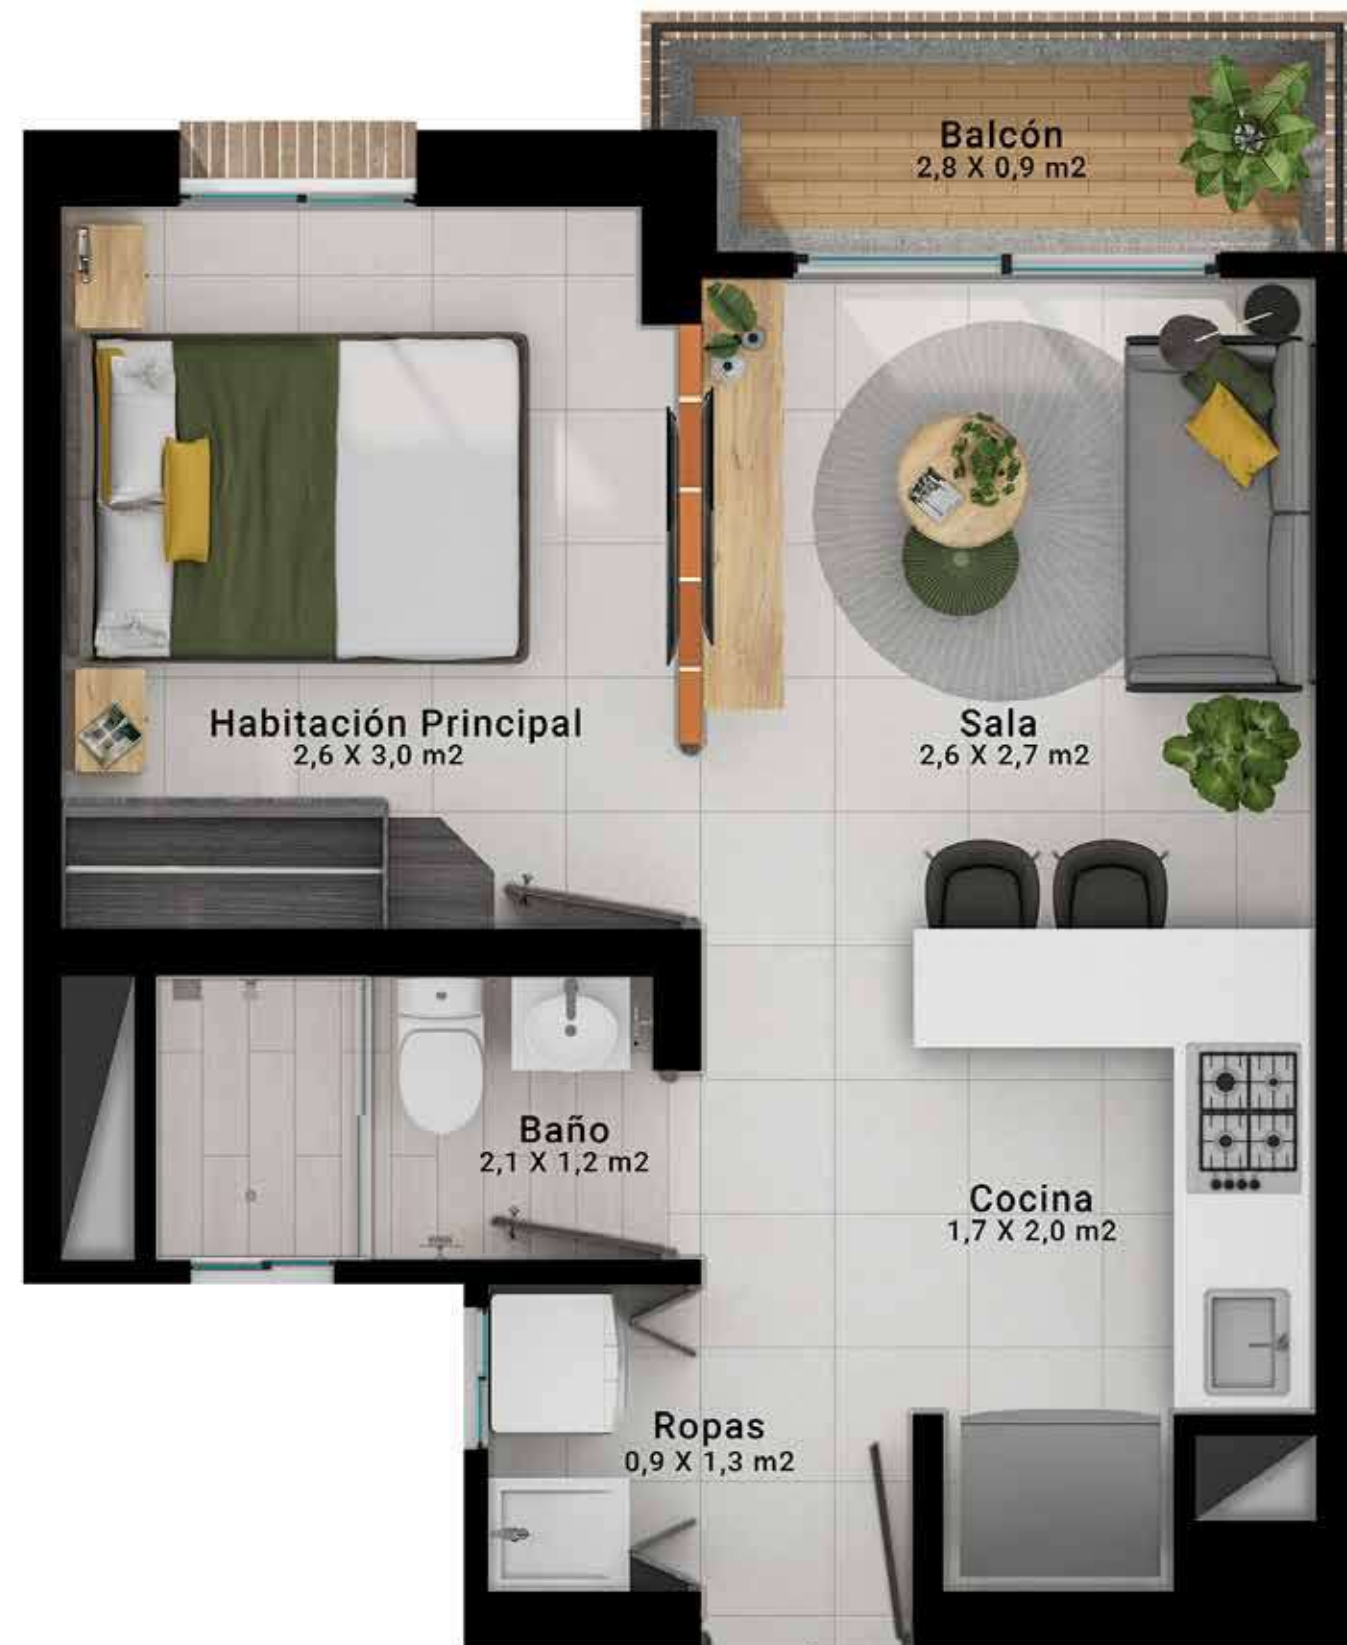 Balcón
2,8 X 0,9 m2
Habitación Principal
2,6 X 3,0 m2
Sala
2,6 X 2,7 m2
Baño
2,1 X 1,2 m2
Cocina
1,7 X 2,0 m2
Ropas
0,9 X 1,3 m2